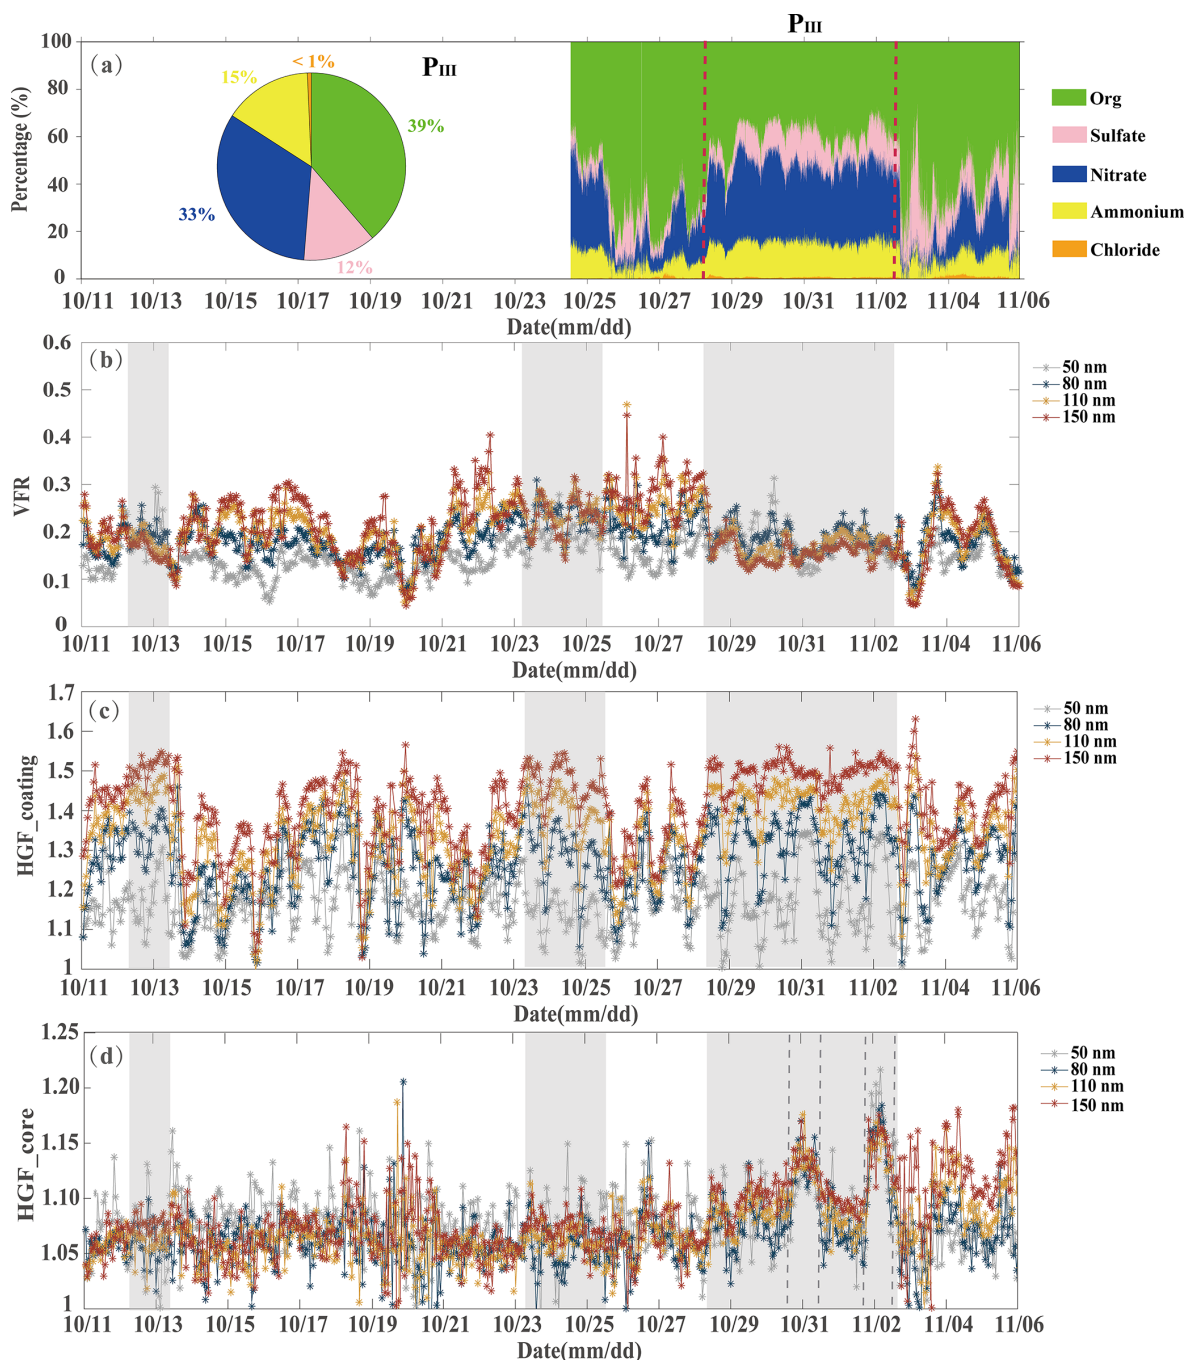 P_III
100
(a)
< 1%
P_III
15%
39%
33%
12%
80
60
40
20
0
Percentage (%)
Org
Sulfate
Nitrate
Ammonium
Chloride
10/11 10/13 10/15 10/17 10/19 10/21 10/23 10/25 10/27 10/29 10/31 11/02 11/04 11/06
Date(mm/dd)
(b)
0.6
0.5
0.4
0.3
0.2
0.1
0
VFR
50 nm
80 nm
110 nm
150 nm
10/11 10/13 10/15 10/17 10/19 10/21 10/23 10/25 10/27 10/29 10/31 11/02 11/04 11/06
Date(mm/dd)
(c)
1.7
1.6
1.5
1.4
1.3
1.2
1.1
1
HGF_coating
50 nm
80 nm
110 nm
150 nm
10/11 10/13 10/15 10/17 10/19 10/21 10/23 10/25 10/27 10/29 10/31 11/02 11/04 11/06
Date(mm/dd)
(d)
1.25
1.20
1.15
1.10
1.05
1
HGF_core
50 nm
80 nm
110 nm
150 nm
10/11 10/13 10/15 10/17 10/19 10/21 10/23 10/25 10/27 10/29 10/31 11/02 11/04 11/06
Date(mm/dd)